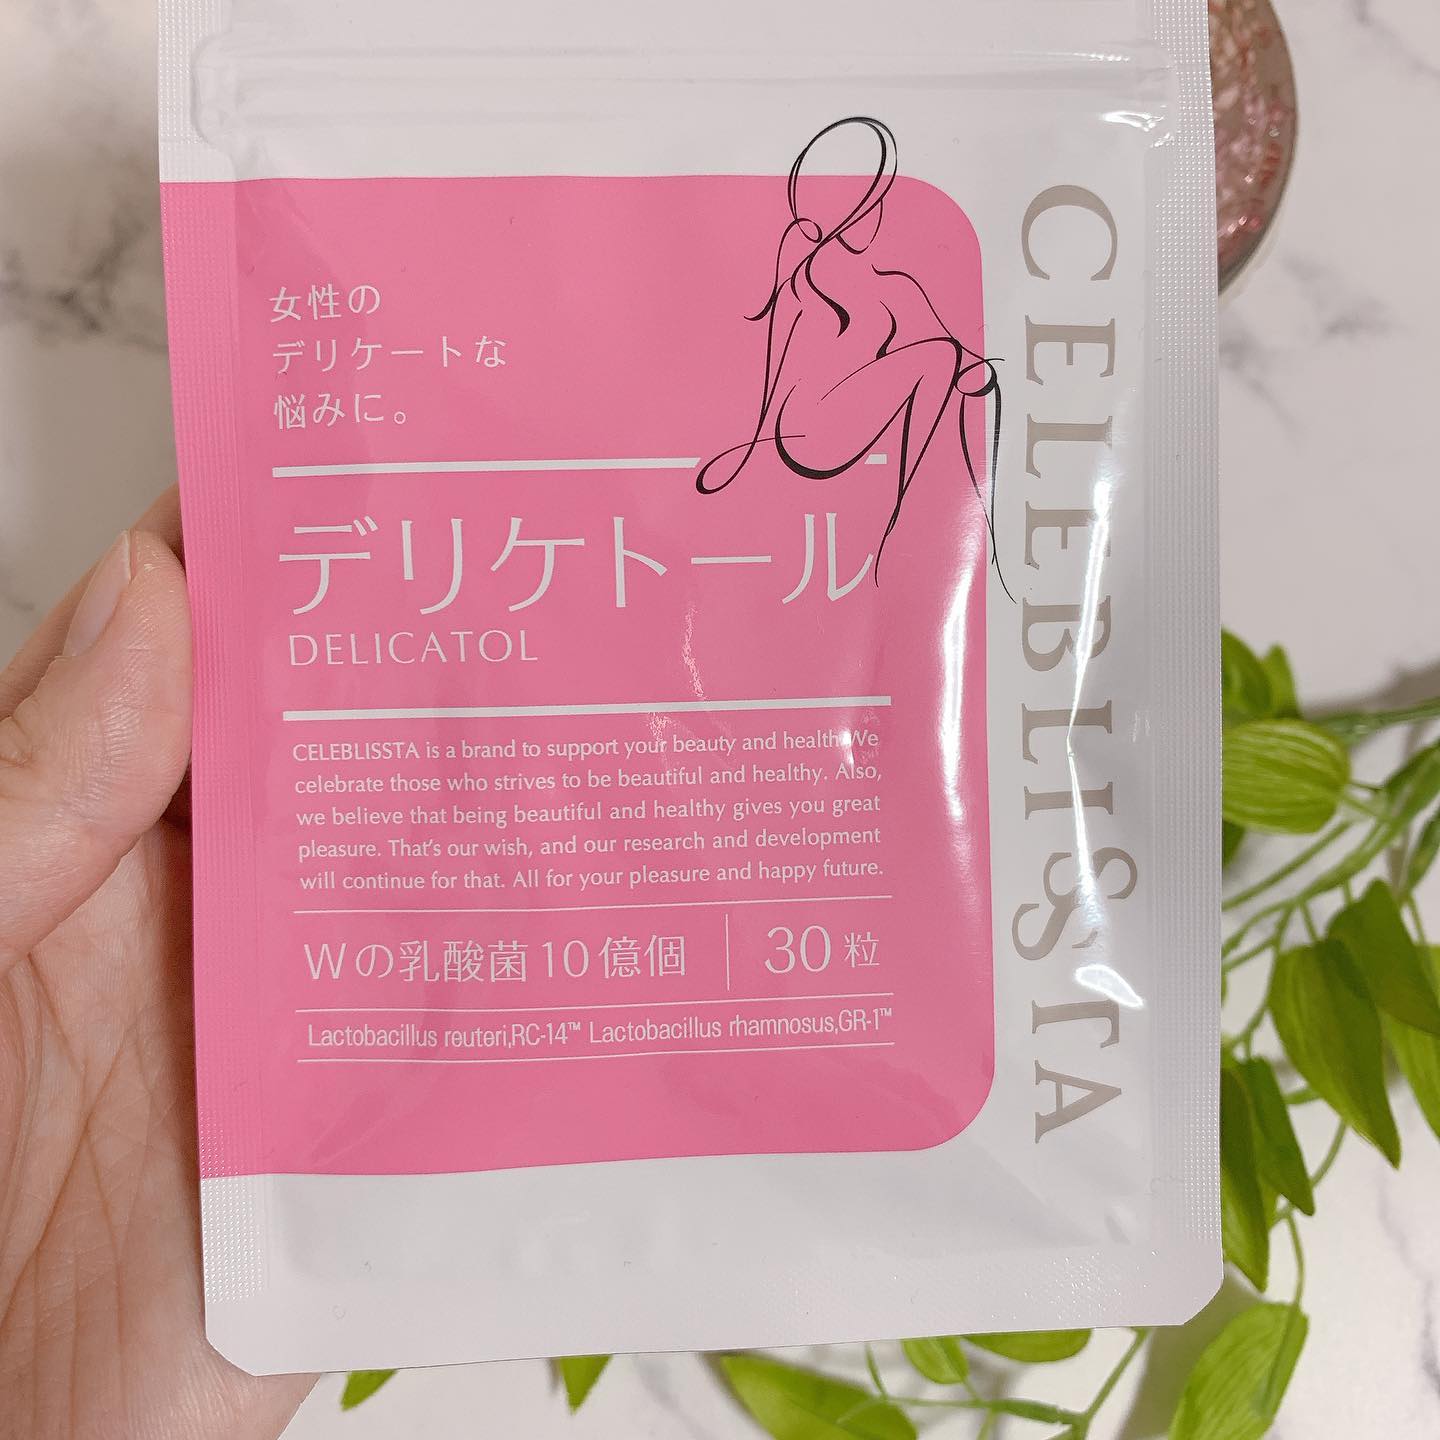 女性の
デリケートな
悩みに。
デリケトール
DELICATOL
CELEBLISSTA is a brand to support your beauty and health. We
celebrate those who strives to be beautiful and healthy. Also,
we believe that being beautiful and healthy gives you great
pleasure. That's our wish, and our research and development
will continue for that. All for your pleasure and happy future.
Wの乳酸菌10億個
30粒
Lactobacillus reuteri,RC-14™ Lactobacillus rhamnosus,GR-1™
CELEBLISSTA